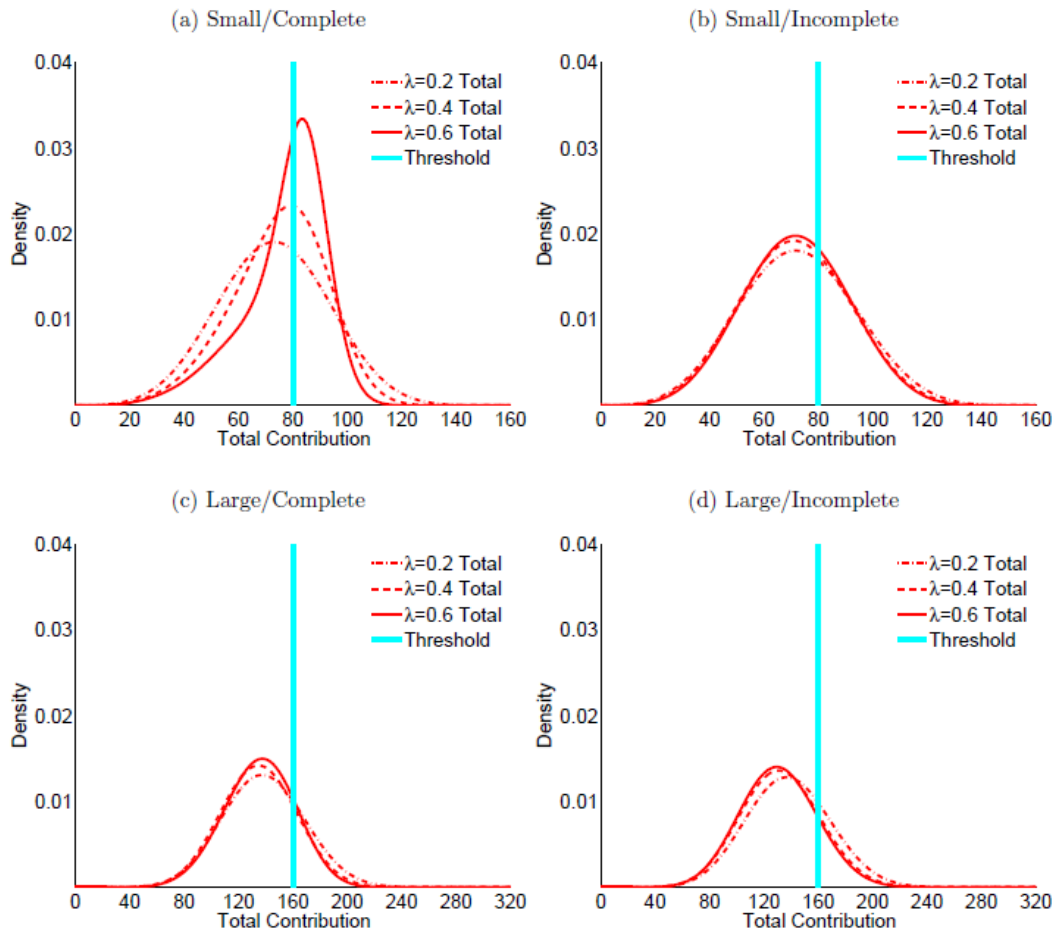 (a) Small/Complete
0.04
0.03
0.02
0.01
Density
λ=0.2 Total
λ=0.4 Total
λ=0.6 Total
Threshold
0 20 40 60 80 100 120 140 160
Total Contribution
(b) Small/Incomplete
0.04
0.03
0.02
0.01
Density
λ=0.2 Total
λ=0.4 Total
λ=0.6 Total
Threshold
0 20 40 60 80 100 120 140 160
Total Contribution
(c) Large/Complete
0.04
0.03
0.02
0.01
Density
λ=0.2 Total
λ=0.4 Total
λ=0.6 Total
Threshold
0 40 80 120 160 200 240 280 320
Total Contribution
(d) Large/Incomplete
0.04
0.03
0.02
0.01
Density
λ=0.2 Total
λ=0.4 Total
λ=0.6 Total
Threshold
0 40 80 120 160 200 240 280 320
Total Contribution